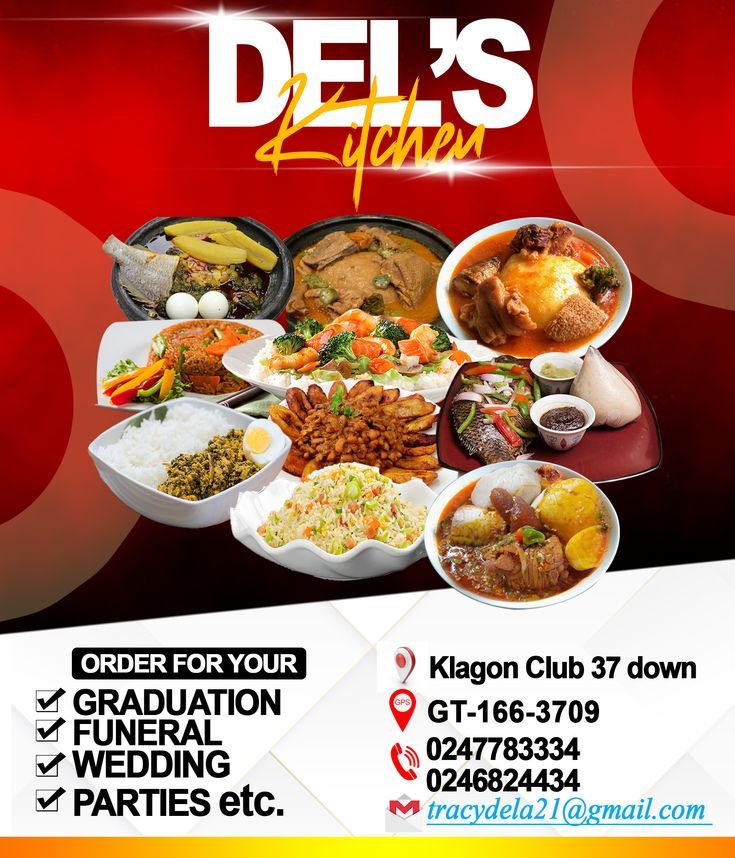 DEL'S
Kitchen
ORDER FOR YOUR
GRADUATION
FUNERAL
WEDDING
PARTIES etc.
Klagon Club 37 down
GPS
GT-166-3709
0247783334
0246824434
tracydela21@gmail.com